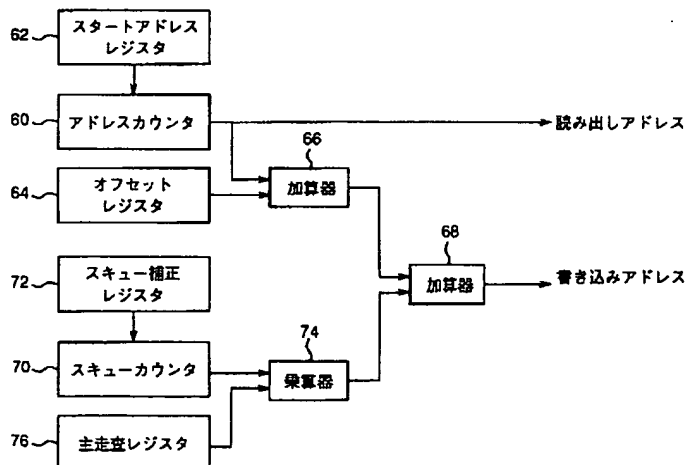 62
スタートアドレス
レジスタ
60
アドレスカウンタ
読み出しアドレス
66
加算器
64
オフセット
レジスタ
68
加算器
書き込みアドレス
72
スキュー補正
レジスタ
74
乗算器
70
スキューカウンタ
76
主走査レジスタ